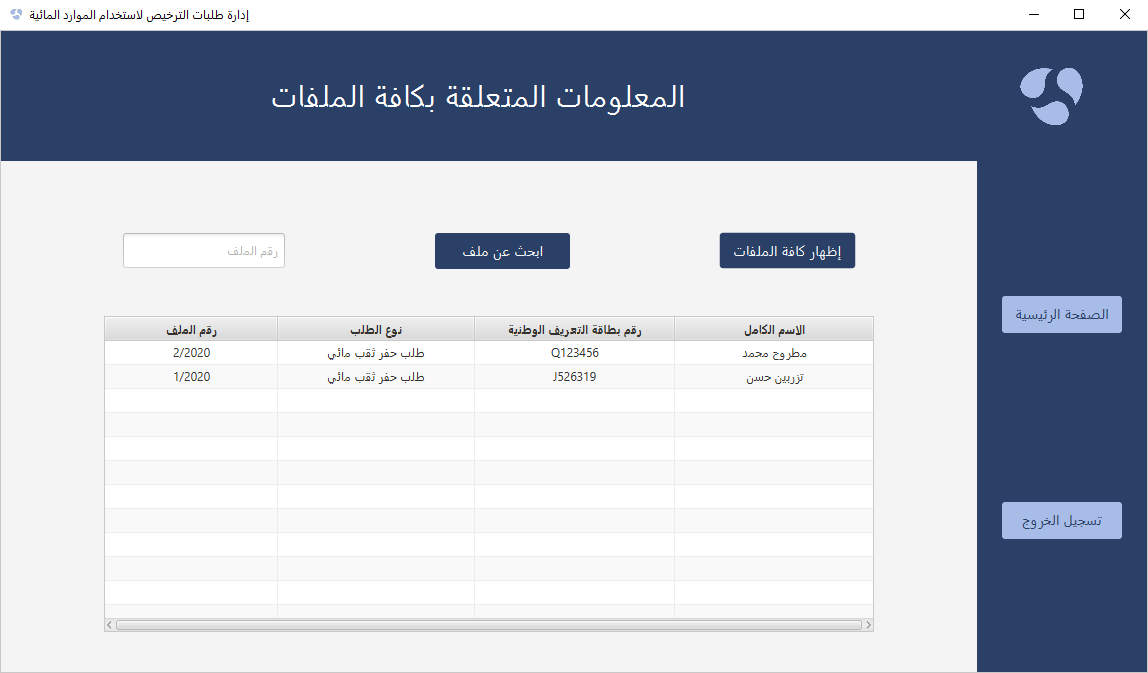 إدارة طلبات الترخيص لاستخدام الموارد المائية
المعلومات المتعلقة بكافة الملفات
إظهار كافة الملفات
ابحث عن ملف
رقم الملف
الصفحة الرئيسية
تسجيل الخروج
الاسم الكامل رقم بطاقة التعريف الوطنية نوع الطلب رقم الملف
مطروح محمد Q123456 طلب حفر ثقب مائي 2/2020
تزربين حسن J526319 طلب حفر ثقب مائي 1/2020